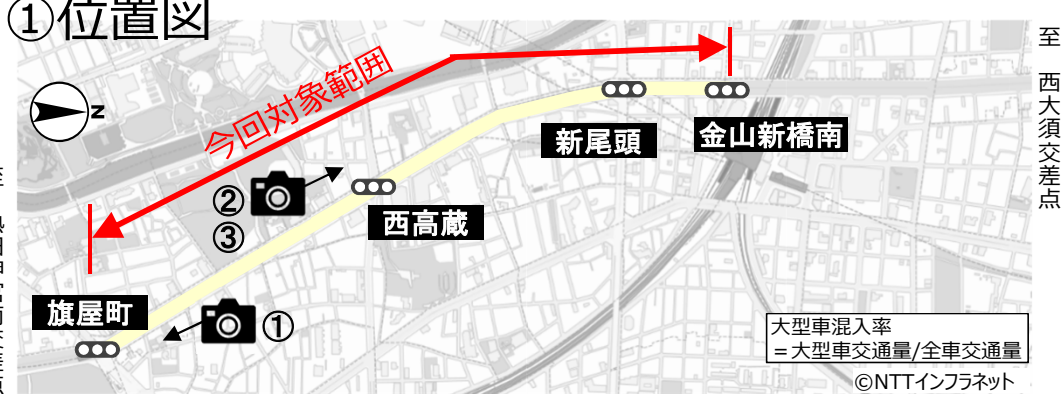 ①位置図
至 西大須交差点
今回対象範囲
N
新尾頭
金山新橋南
②
③
西高蔵
旗屋町
①
大型車混入率
=大型車交通量/全車交通量
©NTTインフラネット